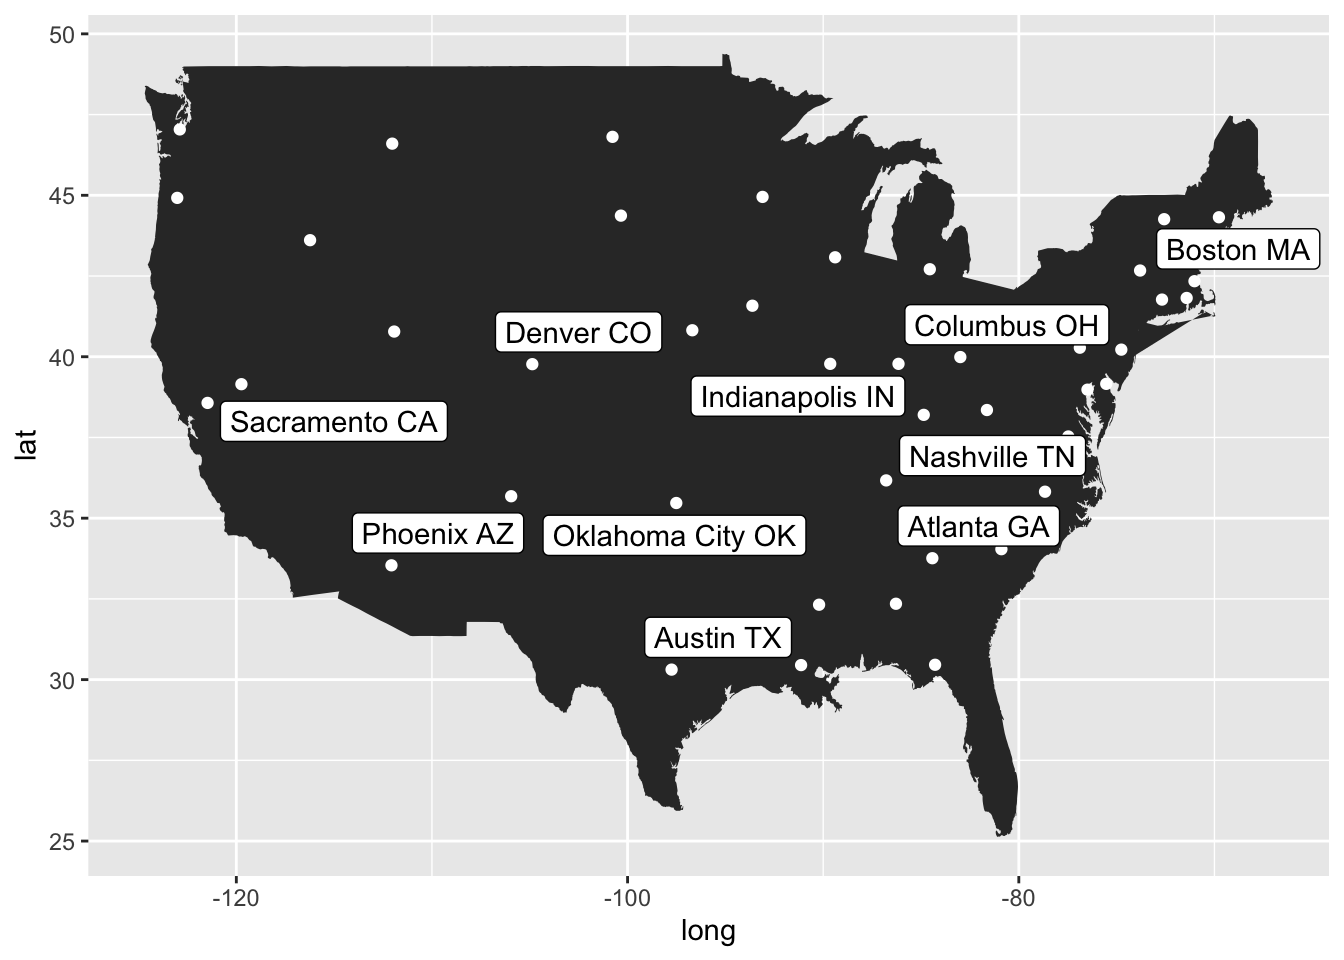 50
45
40
35
30
25
lat
Boston MA
Columbus OH
Denver CO
Indianapolis IN
Sacramento CA
Nashville TN
Atlanta GA
Phoenix AZ
Oklahoma City OK
Austin TX
-120
-100
-80
long